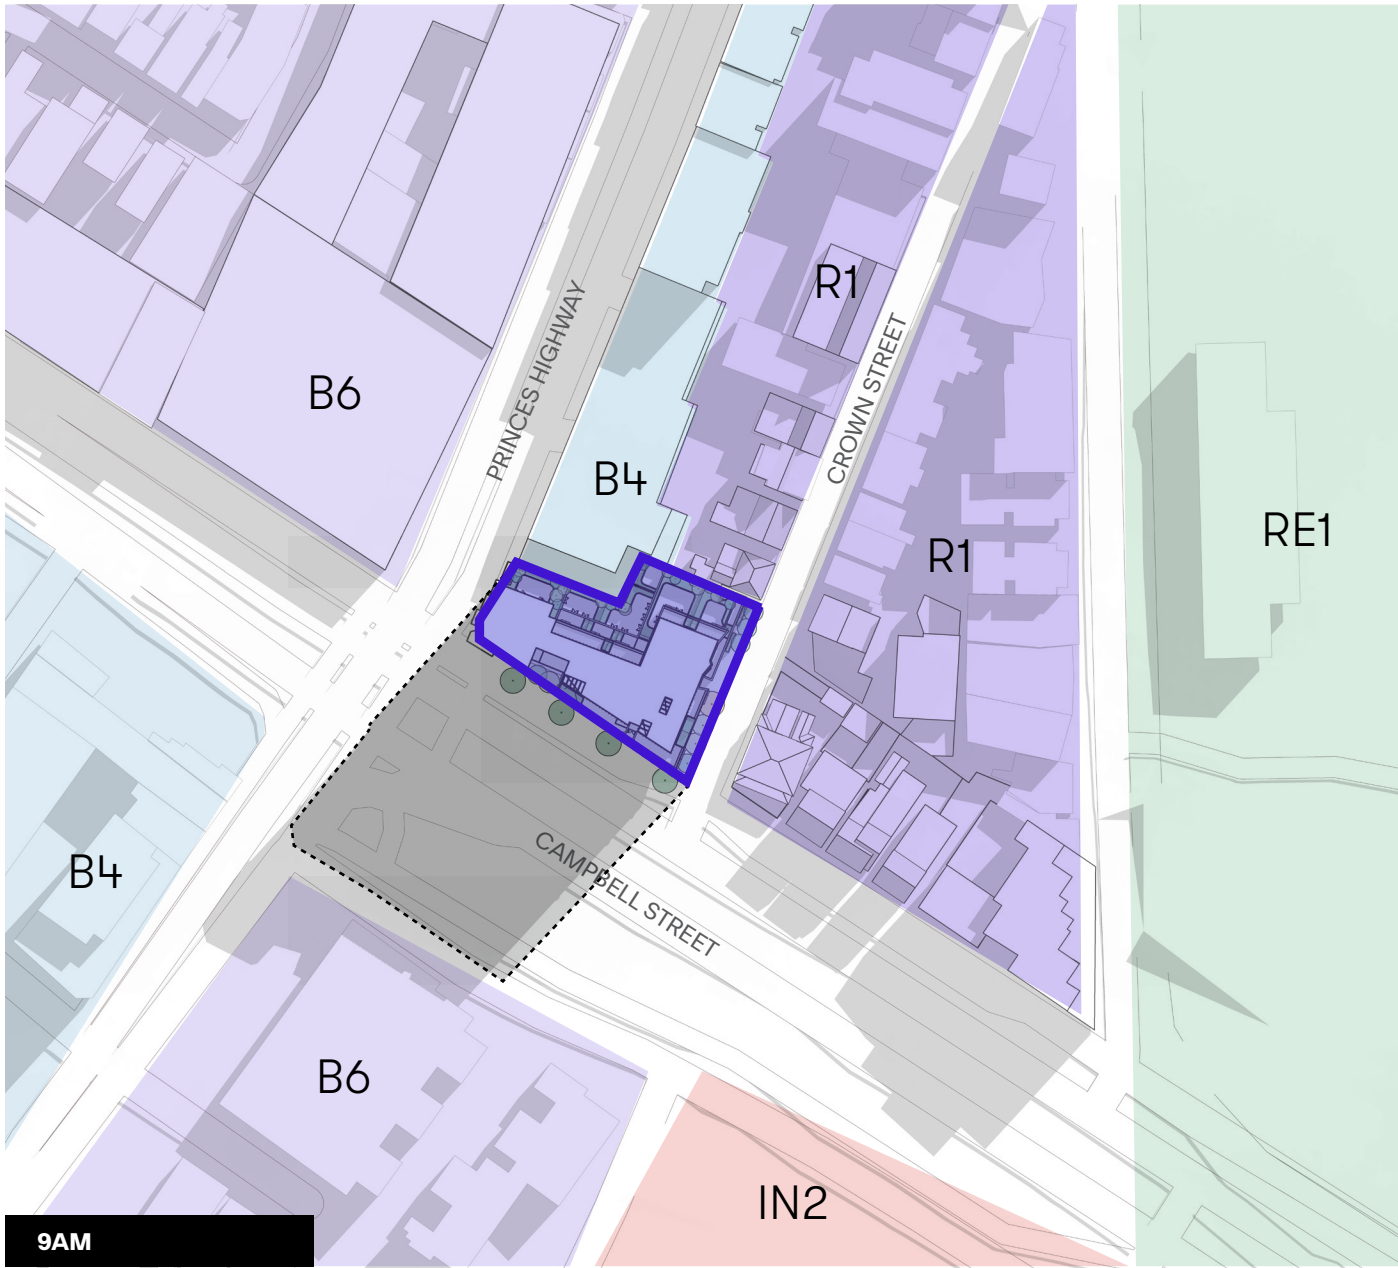 R1
PRINCES HIGHWAY
CROWN STREET
B6
B4
RE1
R1
CAMPBELL STREET
B4
B6
IN2
9AM